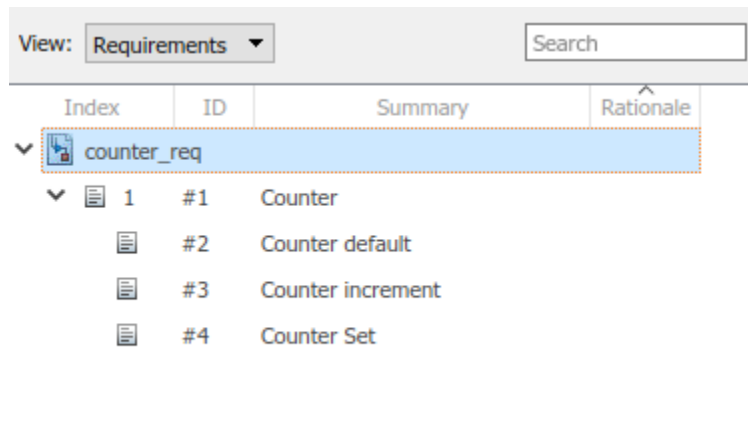 View: Requirements Search
Index ID Summary Rationale
counter_req
1 #1 Counter
#2 Counter default
#3 Counter increment
#4 Counter Set